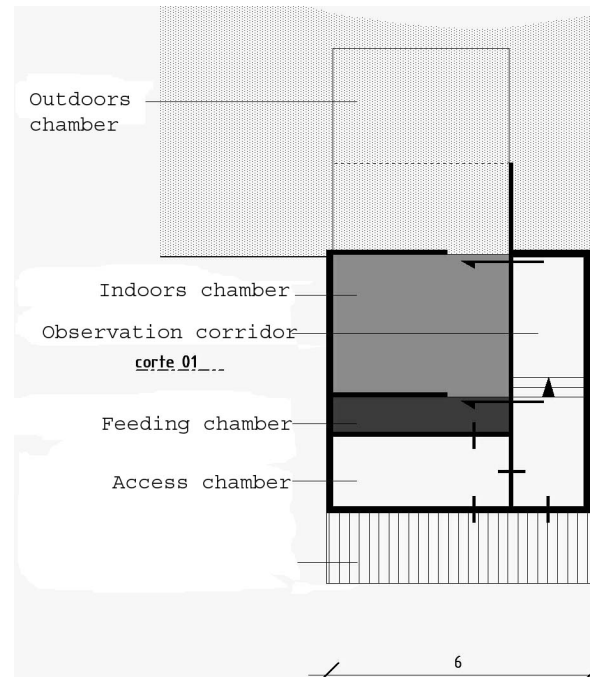 Outdoors
chamber
Indoors chamber
Observation corridor
corte 01
Feeding chamber
Access chamber
6